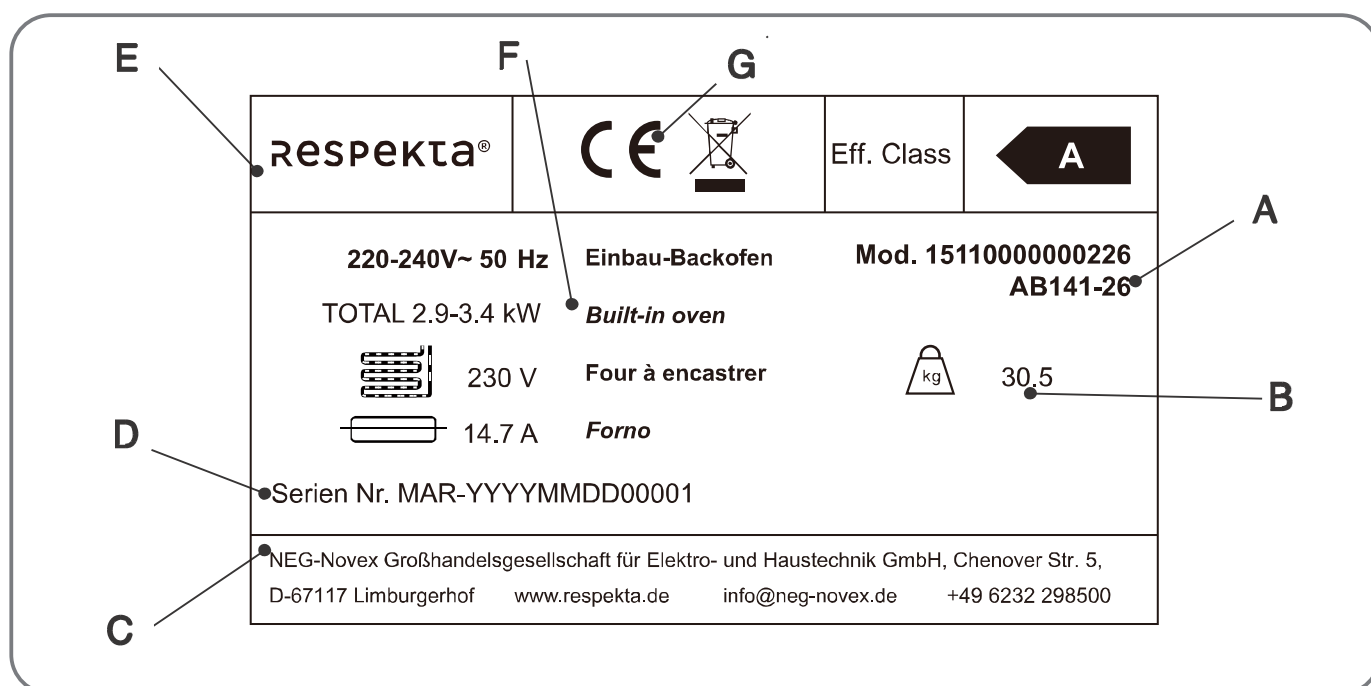 E
F
G
respekta®
CE
Eff. Class
A
A
220-240V~ 50 Hz
Einbau-Backofen
Mod. 15110000000226
AB141-26
TOTAL 2.9-3.4 kW
Built-in oven
230 V
Four à encastrer
kg
30.5
B
14.7 A
Forno
D
Serien Nr. MAR-YYYYMMDD00001
NEG-Novex Großhandelsgesellschaft für Elektro- und Haustechnik GmbH, Chenover Str. 5,
D-67117 Limburgerhof www.respekta.de info@neg-novex.de +49 6232 298500
C